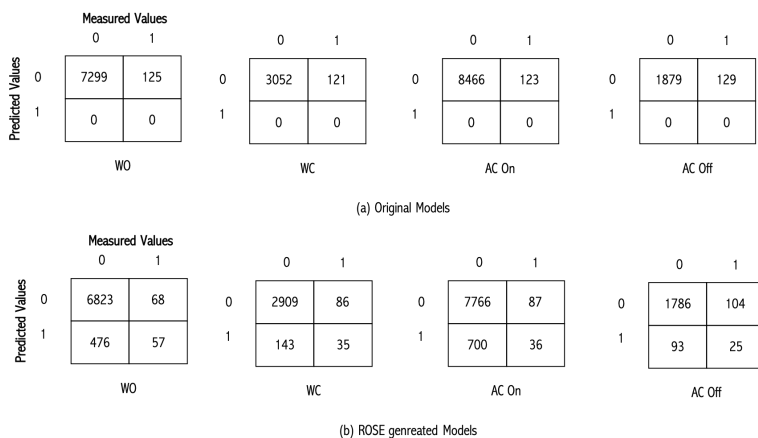 Measured Values
0 1 0 1 0 1 0 1
Predicted Values
0 7299 125 0 3052 121 0 8466 123 0 1879 129
1 0 0 1 0 0 1 0 0 1 0 0
WO WC AC On AC Off
(a) Original Models
Measured Values
0 1 0 1 0 1 0 1
Predicted Values
0 6823 68 0 2909 86 0 7766 87 0 1786 104
1 476 57 1 143 35 1 700 36 1 93 25
WO WC AC On AC Off
(b) ROSE genreated Models